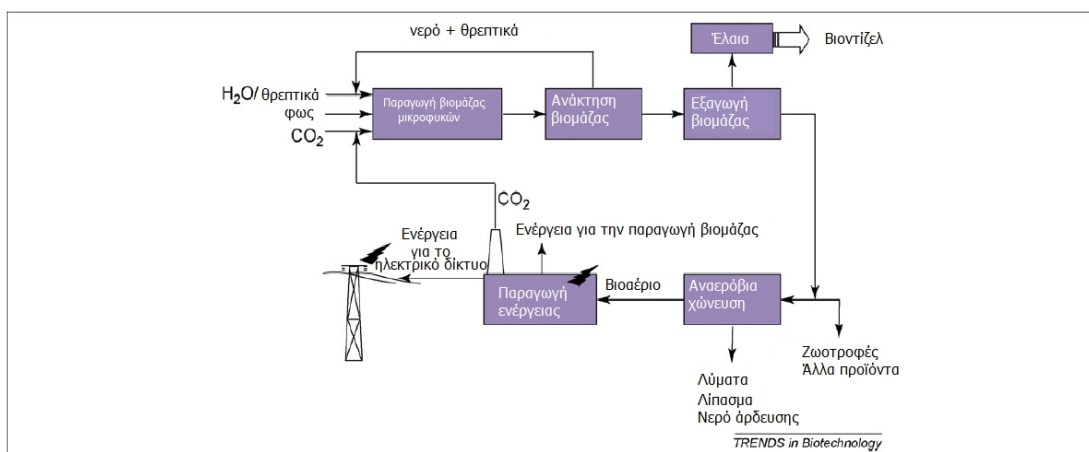 νερό + θρεπτικά
Έλαια
Βιοντίζελ
H₂O/ θρεπτικά
φως
CO₂
Παραγωγή βιομάζας
μικροφυκών
Ανάκτηση
βιομάζας
Εξαγωγή
βιομάζας
CO₂
Ενέργεια
για το
ηλεκτρικό δίκτυο
Ενέργεια για την παραγωγή βιομάζας
Παραγωγή
ενέργειας
Βιοαέριο
Αναερόβια
χώνευση
Ζωοτροφές
Άλλα προϊόντα
Λύματα
Λίπασμα
Νερό άρδευσης
TRENDS in Biotechnology